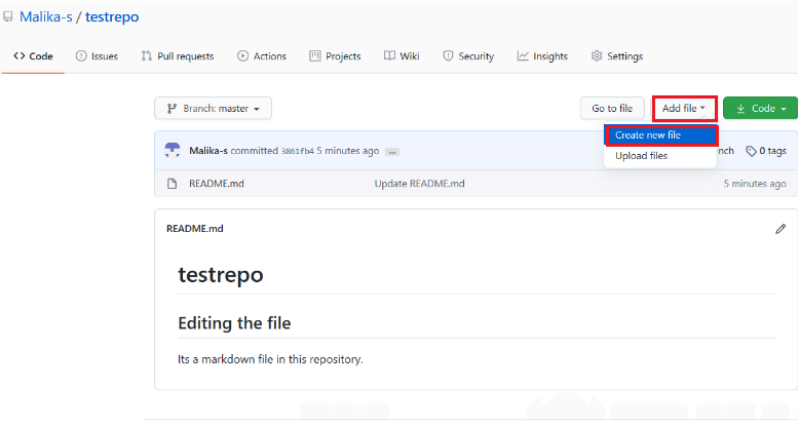 Malika-s / testrepo
<> Code Issues Pull requests Actions Projects Wiki Security Insights Settings
Branch: master Go to file Add file Code
Create new file
Malika-s committed 3861fb4 5 minutes ago ... nch 0 tags
Upload files
README.md Update README.md 5 minutes ago
README.md
testrepo
Editing the file
Its a markdown file in this repository.